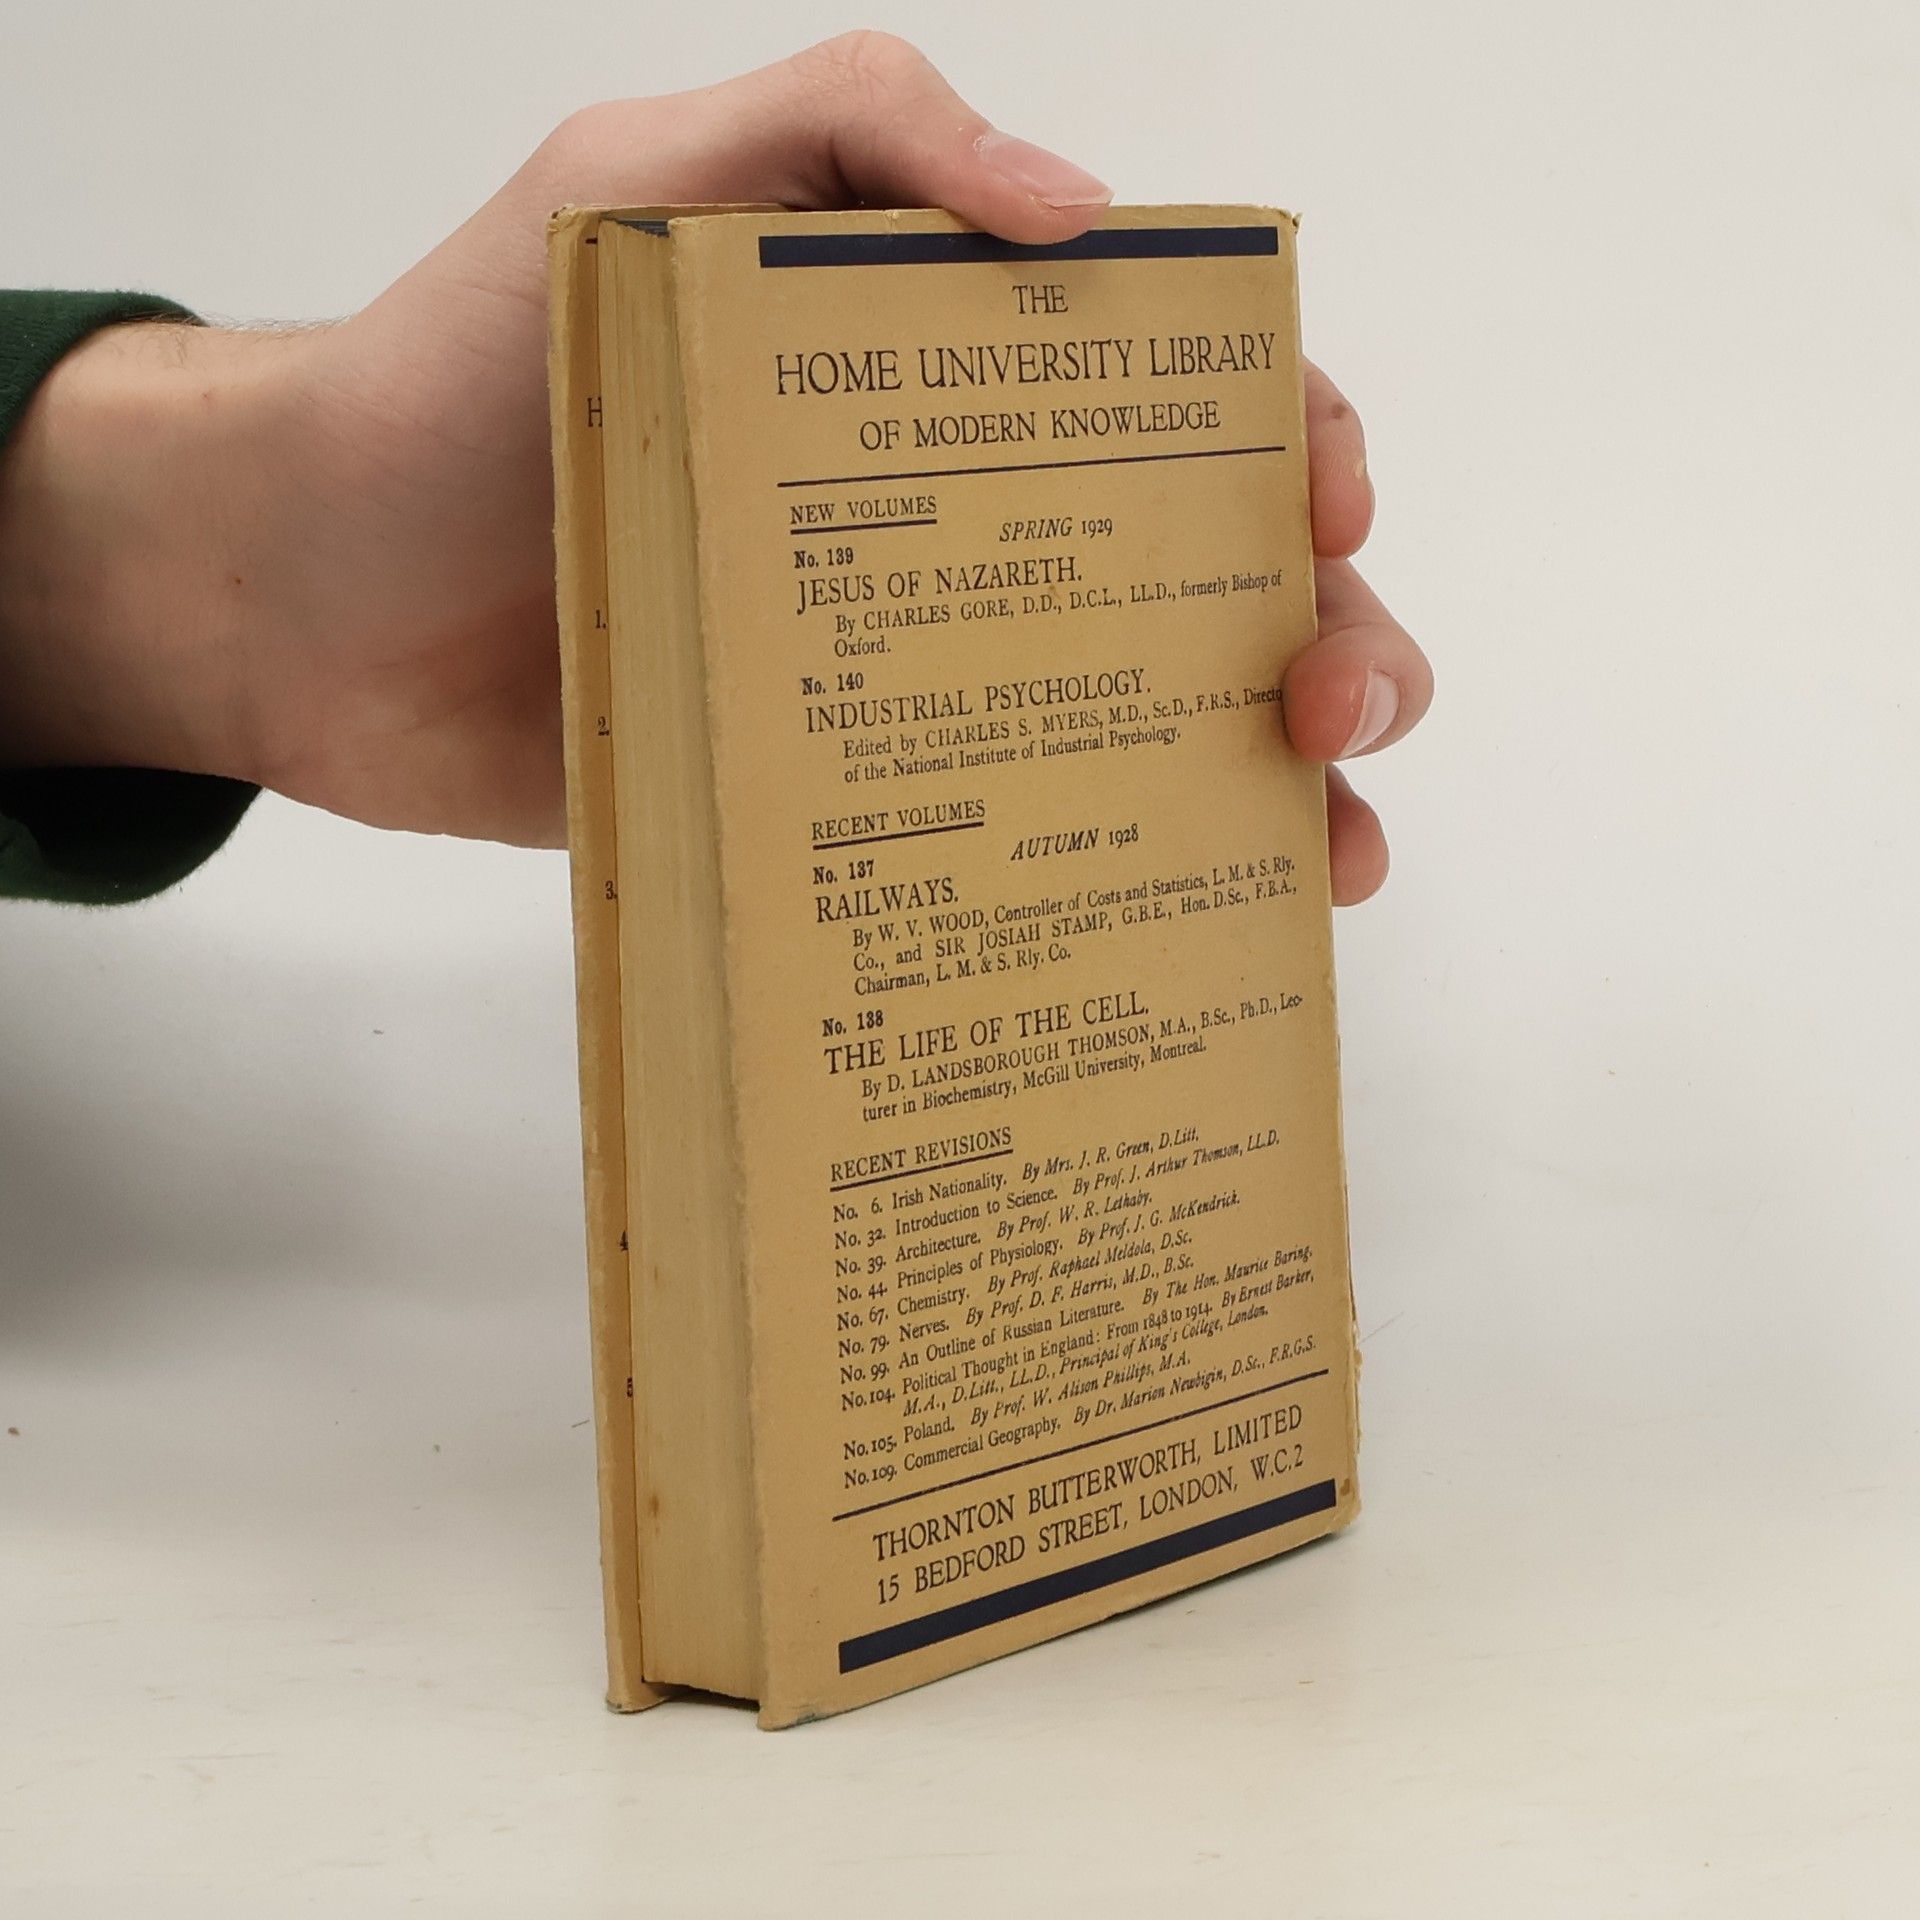 THE
HOME UNIVERSITY LIBRARY
OF MODERN KNOWLEDGE
NEW VOLUMES
SPRING 1929
No. 139
JESUS OF NAZARETH.
By CHARLES GORE, D.D., D.C.L., LL.D., formerly Bishop of
Oxford.
No. 140
INDUSTRIAL PSYCHOLOGY.
Edited by CHARLES S. MYERS, M.D., Sc.D., F.R.S., Directo
of the National Institute of Industrial Psychology.
RECENT VOLUMES
AUTUMN 1928
No. 137
RAILWAYS.
By W. V. WOOD, Controller of Costs and Statistics, L. M. & S. Rly.
Co., and SIR JOSIAH STAMP, G.B.E., Hon. D.Sc., F.B.A.,
Chairman, L. M. & S. Rly. Co.
No. 138
THE LIFE OF THE CELL.
By D. LANDSBOROUGH THOMSON, M.A., B.Sc., Ph.D., Lec-
turer in Biochemistry, McGill University, Montreal.
RECENT REVISIONS
No. 6. Irish Nationality. By Mrs. J. R. Green, D.Litt.
No. 32. Introduction to Science. By Prof. J. Arthur Thomson, LL.D.
No. 39. Architecture. By Prof. W. R. Lethaby.
No. 44. Principles of Physiology. By Prof. J. G. McKendrick.
No. 67. Chemistry. By Prof. Raphael Meldola, D.Sc.
No. 79. Nerves. By Prof. D. F. Harris, M.D., B.Sc.
No. 99. An Outline of Russian Literature. By The Hon. Maurice Baring.
No. 104. Political Thought in England: From 1848 to 1914. By Ernest Barker,
M.A., D.Litt., LL.D., Principal of King's College, London.
No. 105. Poland. By Prof. W. Alison Phillips, M.A.
No. 109. Commercial Geography. By Dr. Marion Newbigin, D.Sc., F.R.G.S.
THORNTON BUTTERWORTH, LIMITED
15 BEDFORD STREET, LONDON, W.C.2
H
1.
2.
3.
4
5